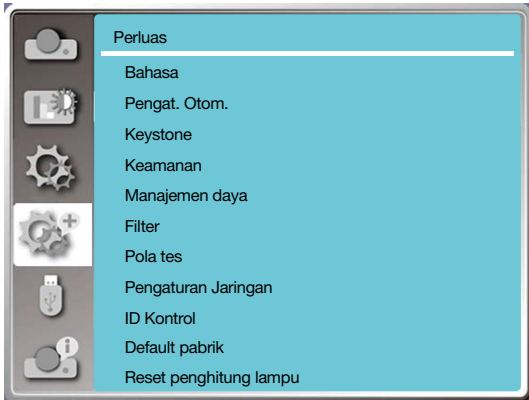 Perluas
Bahasa
Pengat. Otom.
Keystone
Keamanan
Manajemen daya
Filter
Pola tes
Pengaturan Jaringan
ID Kontrol
Default pabrik
Reset penghitung lampu